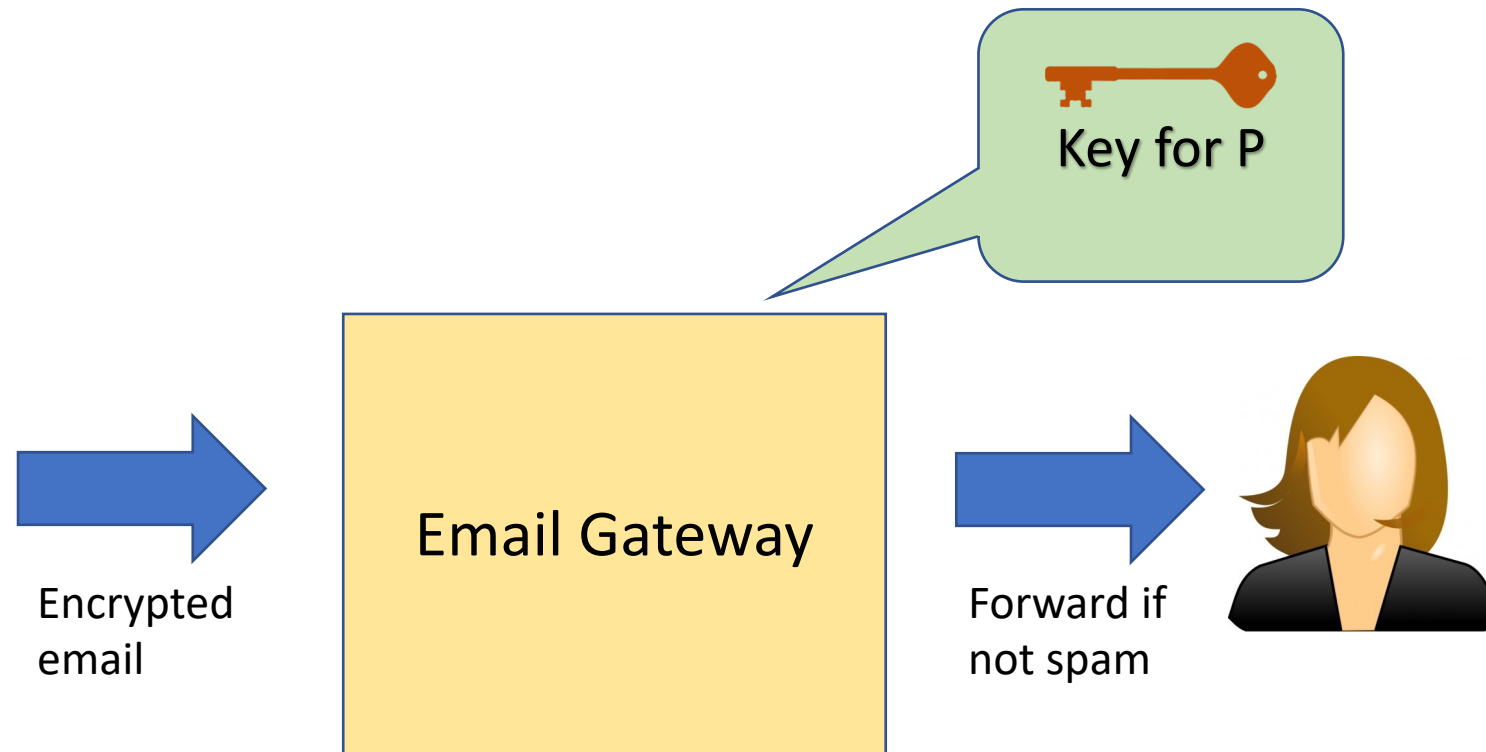 Key for P
Email Gateway
Encrypted
email
Forward if
not spam